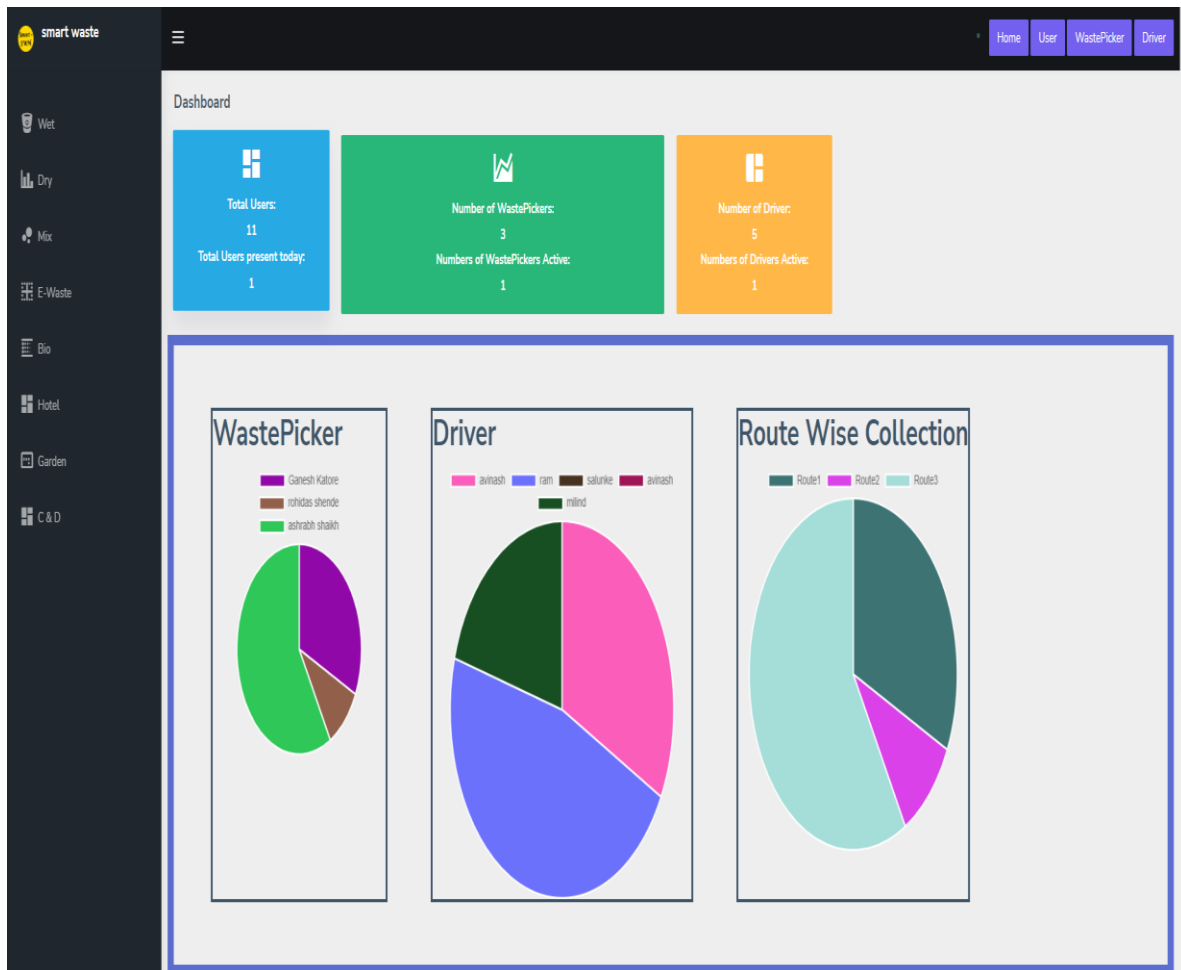 smart waste
Home User WastePicker Driver
Wet
Dry
Mix
E-Waste
Bio
Hotel
Garden
C & D
Dashboard
Total Users:
11
Total Users present today:
1
Number of WastePickers:
3
Numbers of WastePickers Active:
1
Number of Driver:
5
Numbers of Drivers Active:
1
WastePicker
Ganesh Katore
rohidas shende
ashrabh shaikh
Driver
avinash ram salunke avinash
milind
Route Wise Collection
Route1 Route2 Route3